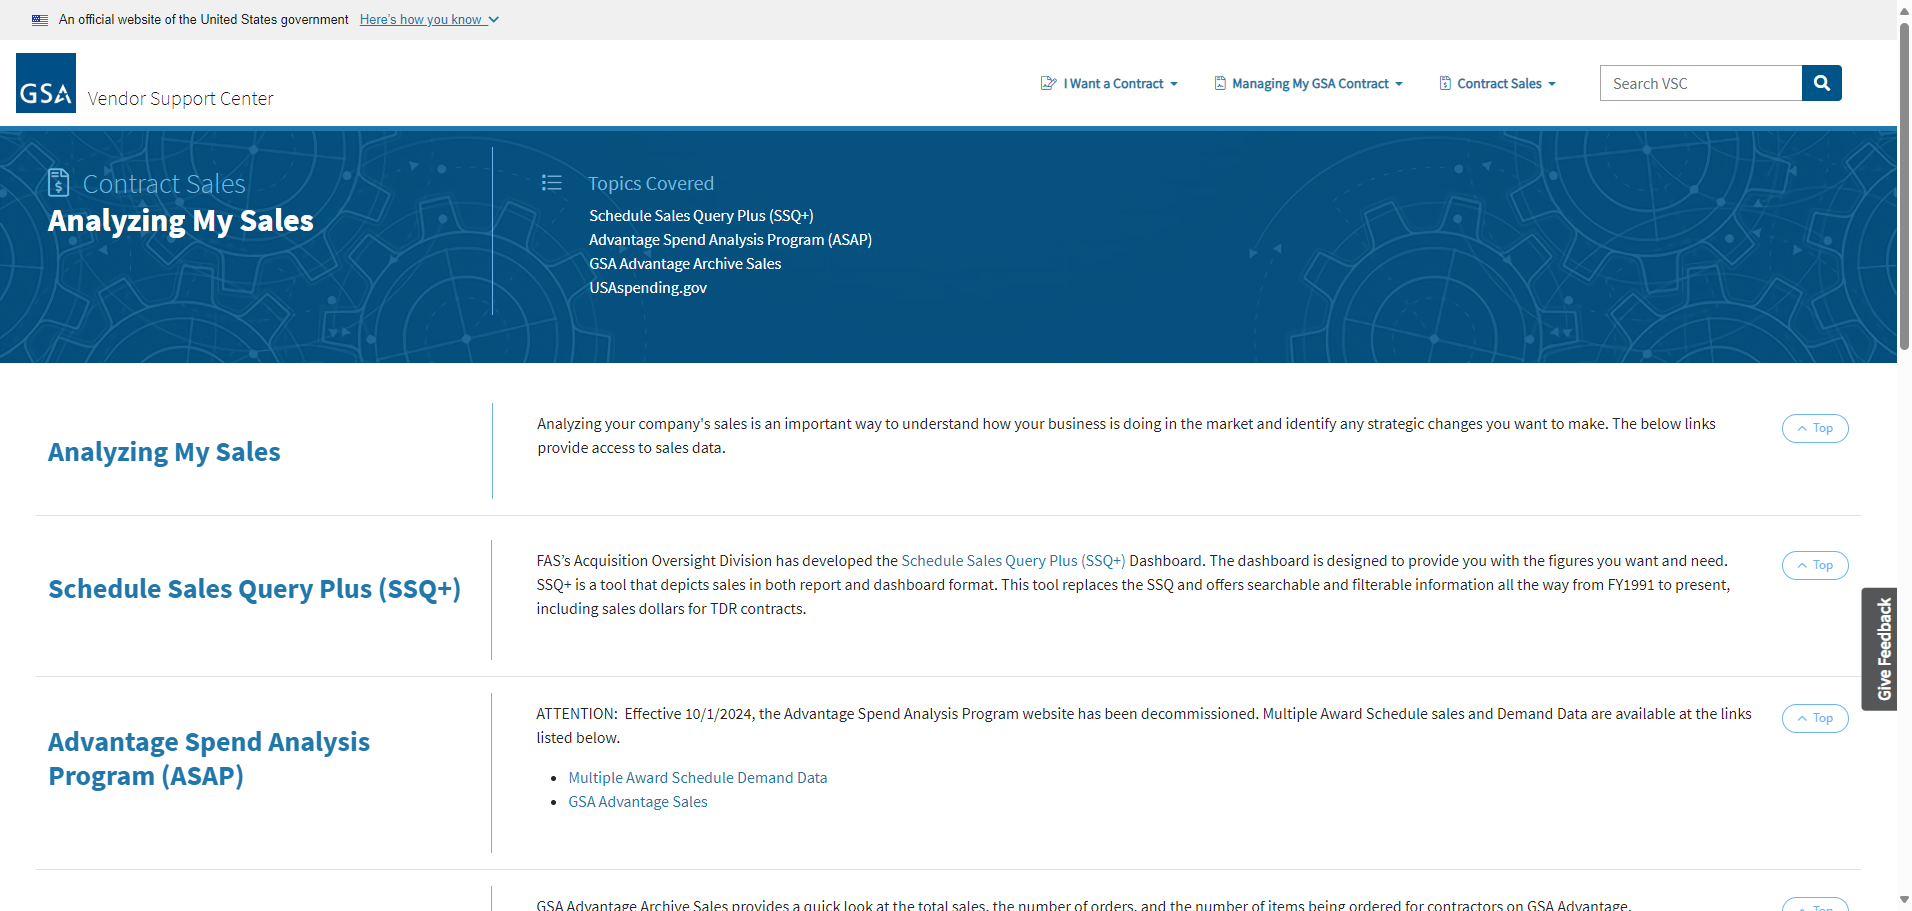 An official website of the United States government Here's how you know
GSA
Vendor Support Center
I Want a Contract
Managing My GSA Contract
Contract Sales
Search VSC
Contract Sales
Analyzing My Sales
Topics Covered
Schedule Sales Query Plus (SSQ+)
Advantage Spend Analysis Program (ASAP)
GSA Advantage Archive Sales
USAspending.gov
Analyzing My Sales
Analyzing your company's sales is an important way to understand how your business is doing in the market and identify any strategic changes you want to make. The below links
provide access to sales data.
Top
Schedule Sales Query Plus (SSQ+)
FAS’s Acquisition Oversight Division has developed the Schedule Sales Query Plus (SSQ+) Dashboard. The dashboard is designed to provide you with the figures you want and need.
SSQ+ is a tool that depicts sales in both report and dashboard format. This tool replaces the SSQ and offers searchable and filterable information all the way from FY1991 to present,
including sales dollars for TDR contracts.
Top
Give Feedback
Advantage Spend Analysis
Program (ASAP)
ATTENTION: Effective 10/1/2024, the Advantage Spend Analysis Program website has been decommissioned. Multiple Award Schedule sales and Demand Data are available at the links
listed below.
Multiple Award Schedule Demand Data
GSA Advantage Sales
Top
GSA Advantage Archive Sales provides a quick look at the total sales, the number of orders, and the number of items being ordered for contractors on GSA Advantage.
Top